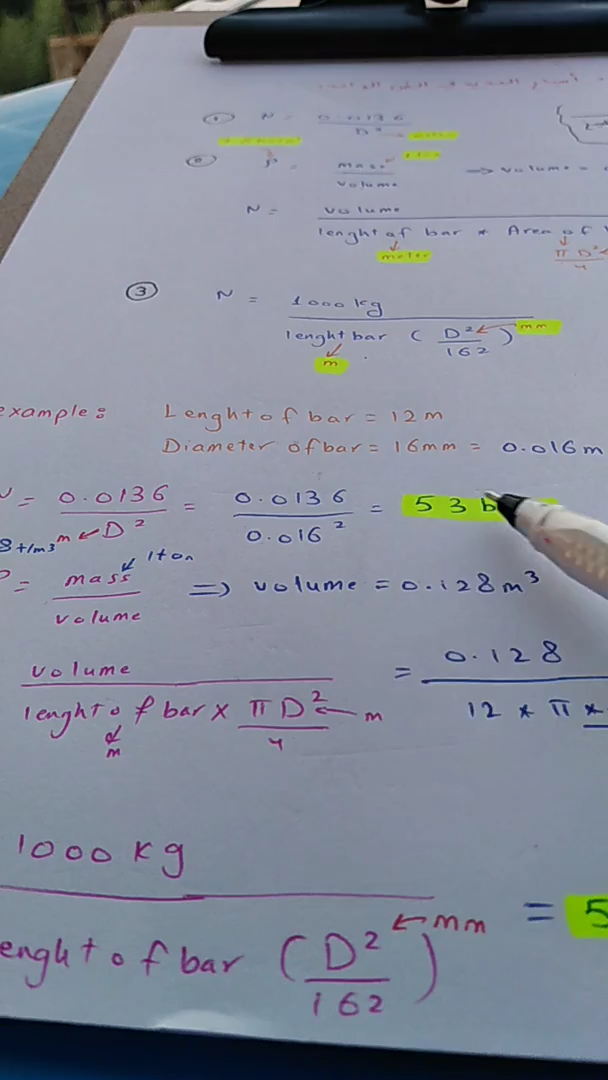 ① N = 0.0136 / D²
② ρ = mass / volume => volume =
N = volume / lenght of bar * Area of
meter πD² / 4
③ N = 1000 kg / lenght bar (D² / 162) mm
m
example: Lenght of bar = 12 m
Diameter of bar = 16mm = 0.016m
= 0.0136 / D² = 0.0136 / 0.016² = 53 b
m
8 t/m3 1 ton
= mass / volume => volume = 0.128m³
volume / lenght of bar x πD² / 4 m = 0.128 / 12 * π *
m
1000 kg / lenght of bar (D² / 162) mm = 5